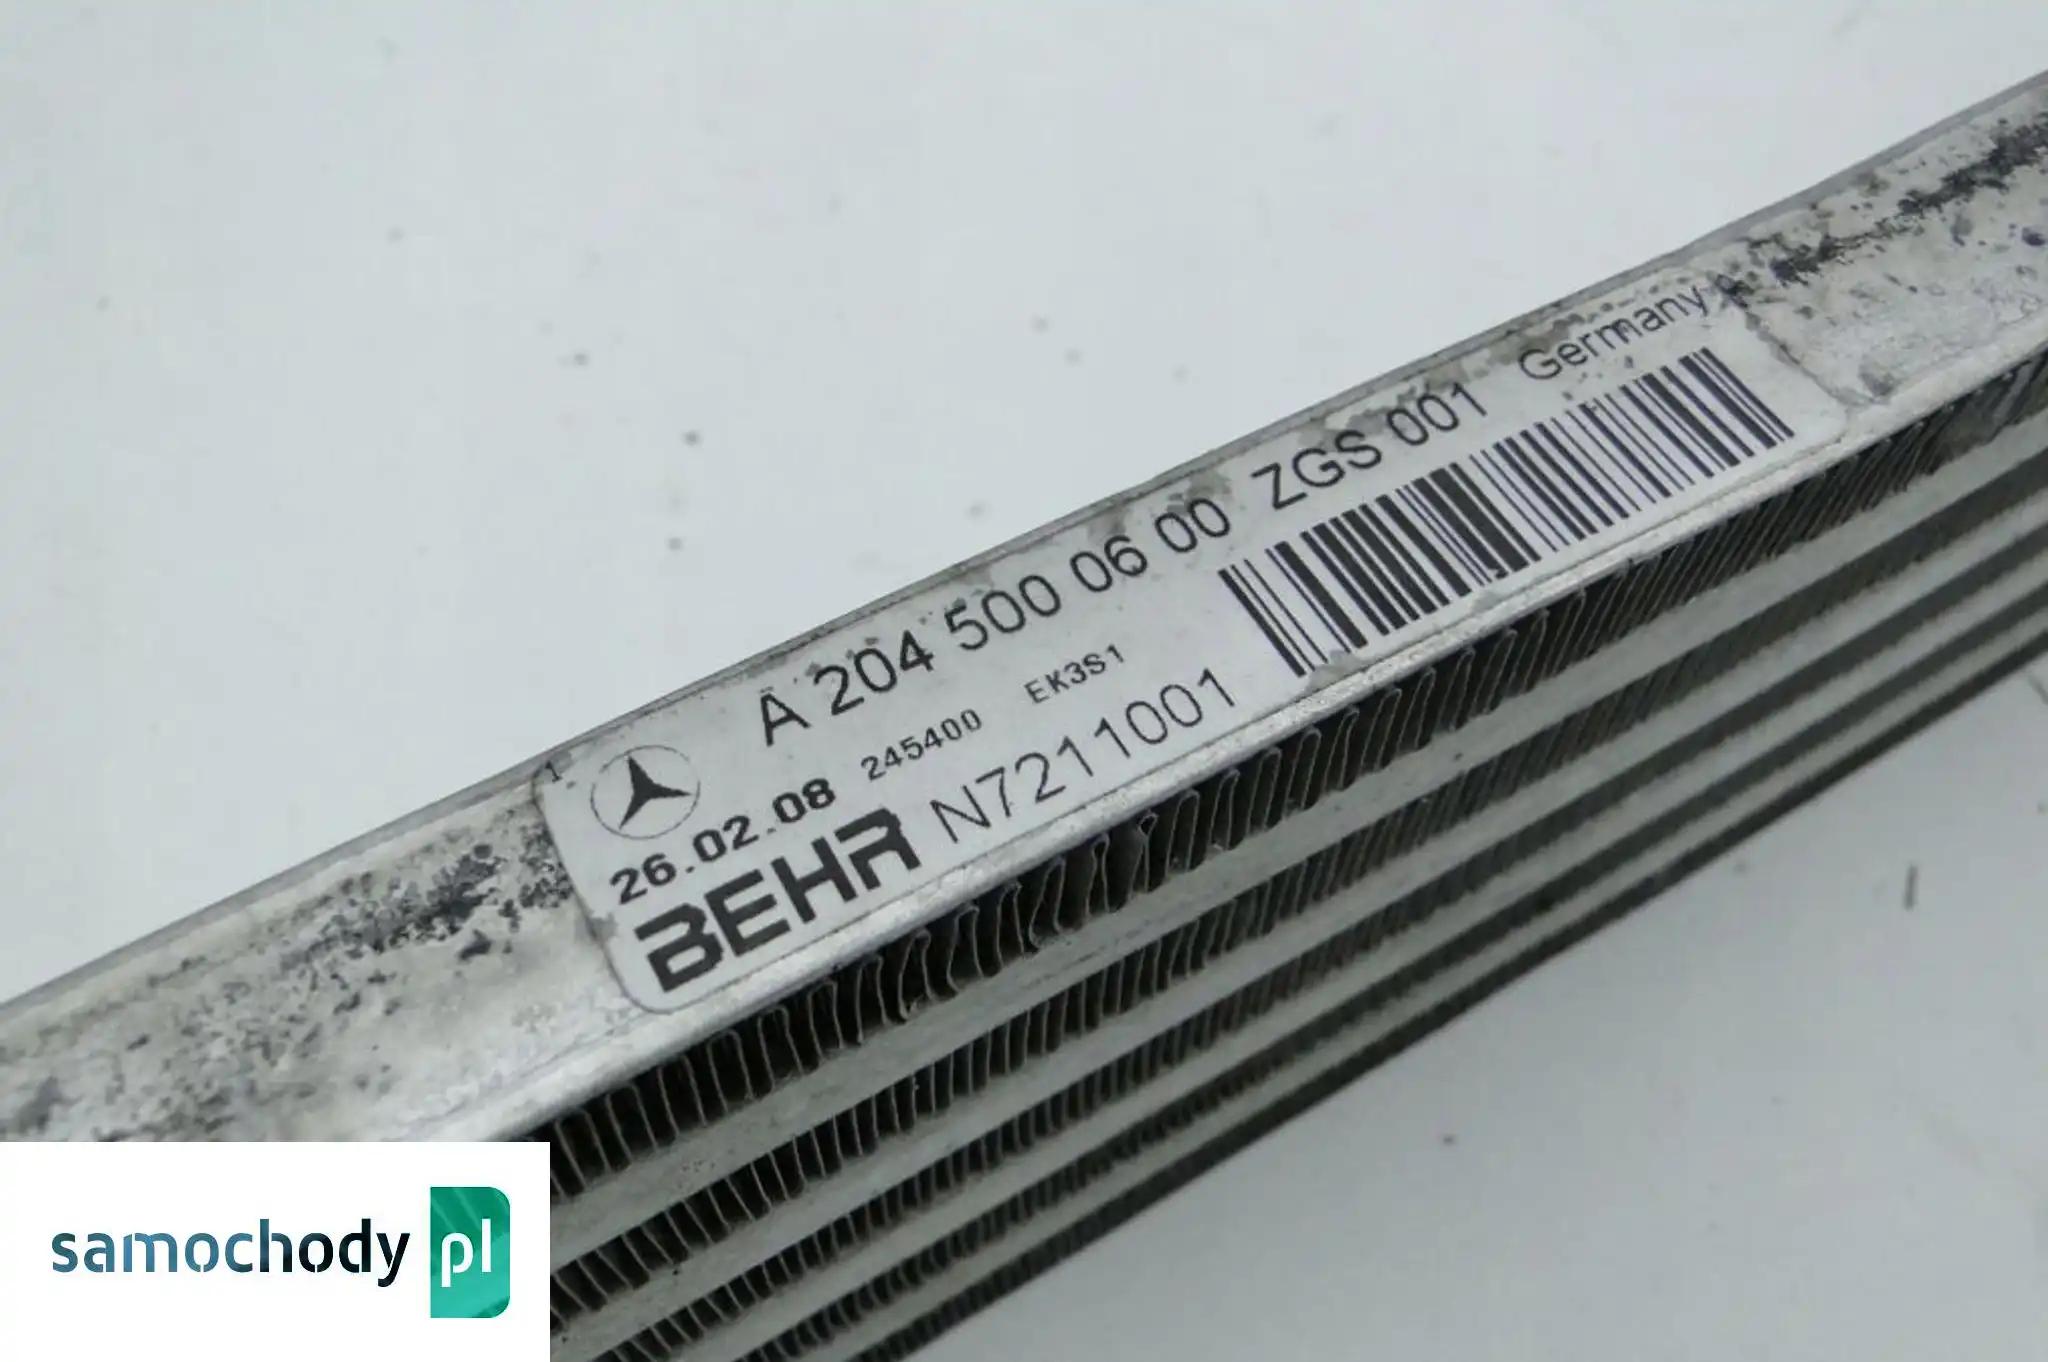 A 204 500 06 00 ZGS 001 Germany
26.02.08 245400 EK3S1
BEHR N7211001
samochody pl